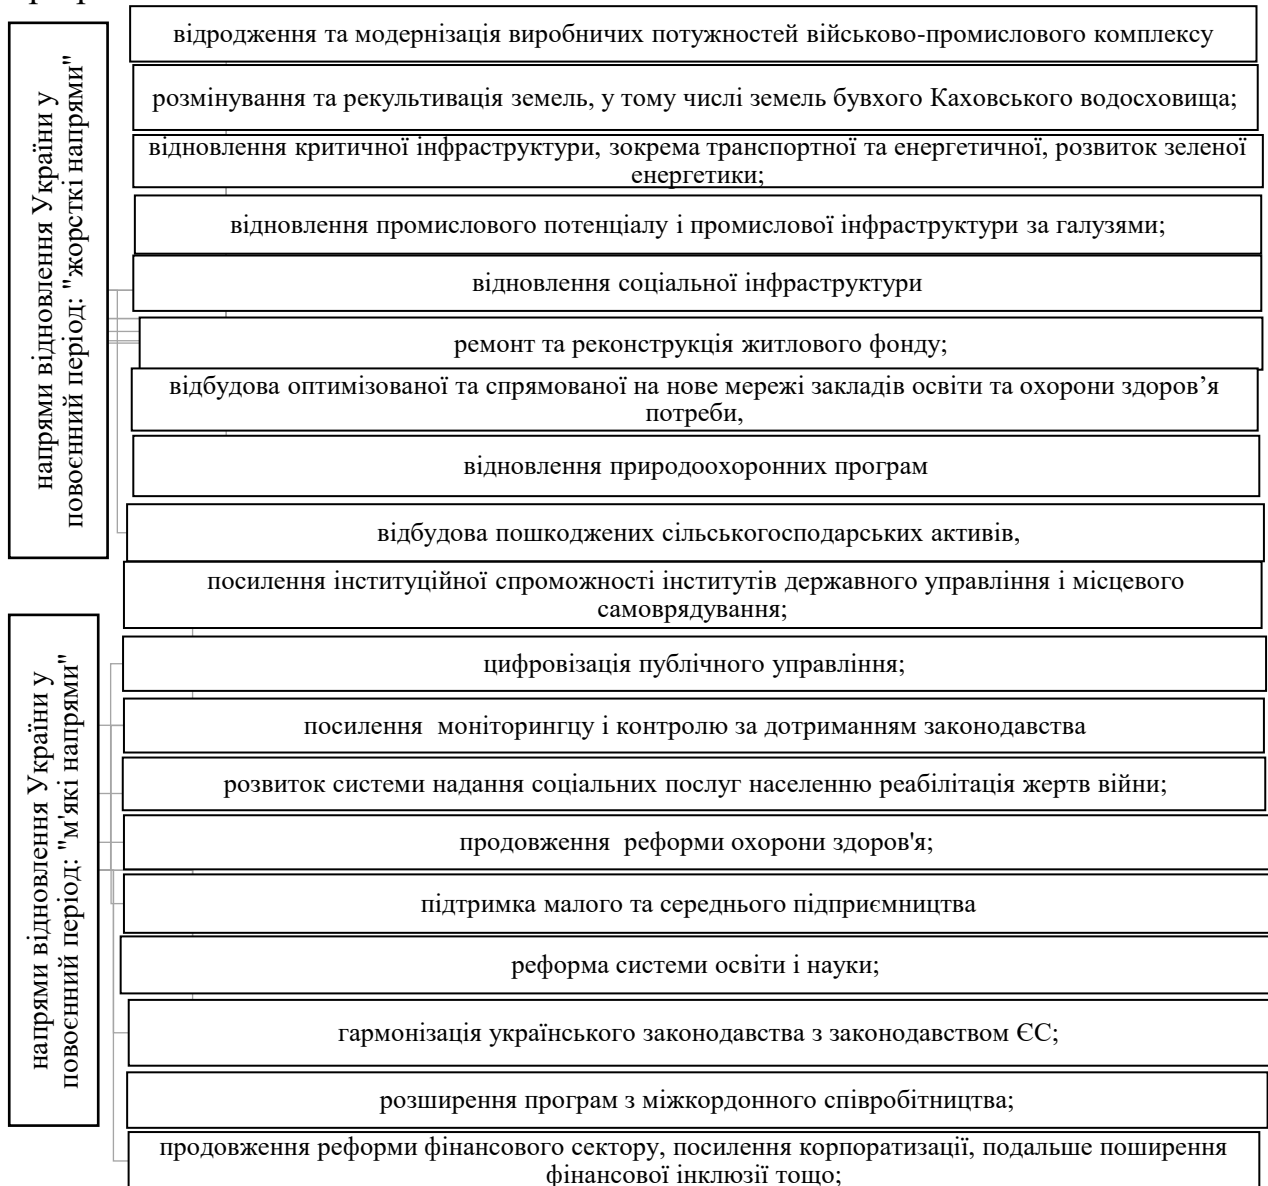 напрями відновлення України у
повоєнний період: "жорсткі напрями"
відродження та модернізація виробничих потужностей військово-промислового комплексу
розмінування та рекультивація земель, у тому числі земель бувхого Каховського водосховища;
відновлення критичної інфраструктури, зокрема транспортної та енергетичної, розвиток зеленої
енергетики;
відновлення промислового потенціалу і промислової інфраструктури за галузями;
відновлення соціальної інфраструктури
ремонт та реконструкція житлового фонду;
відбудова оптимізованої та спрямованої на нове мережі закладів освіти та охорони здоров’я
потреби,
відновлення природоохоронних програм
відбудова пошкоджених сільськогосподарських активів,
напрями відновлення України у
повоєнний період: "м'які напрями"
посилення інституційної спроможності інститутів державного управління і місцевого
самоврядування;
цифровізація публічного управління;
посилення  моніторингцу і контролю за дотриманням законодавства
розвиток системи надання соціальних послуг населенню реабілітація жертв війни;
продовження  реформи охорони здоров'я;
підтримка малого та середнього підприємництва
реформа системи освіти і науки;
гармонізація українського законодавства з законодавством ЄС;
розширення програм з міжкордонного співробітництва;
продовження реформи фінансового сектору, посилення корпоратизації, подальше поширення
фінансової інклюзії тощо;